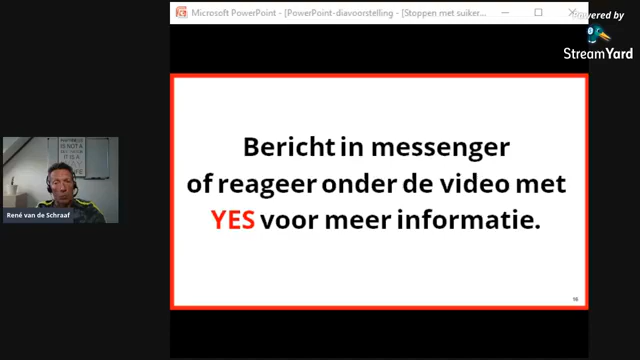 Microsoft PowerPoint - [PowerPoint-diavoorstelling - [Stoppen met suiker...
Powered by
StreamYard
Bericht in messenger
of reageer onder de video met
YES voor meer informatie.
René van de Schraaf
16